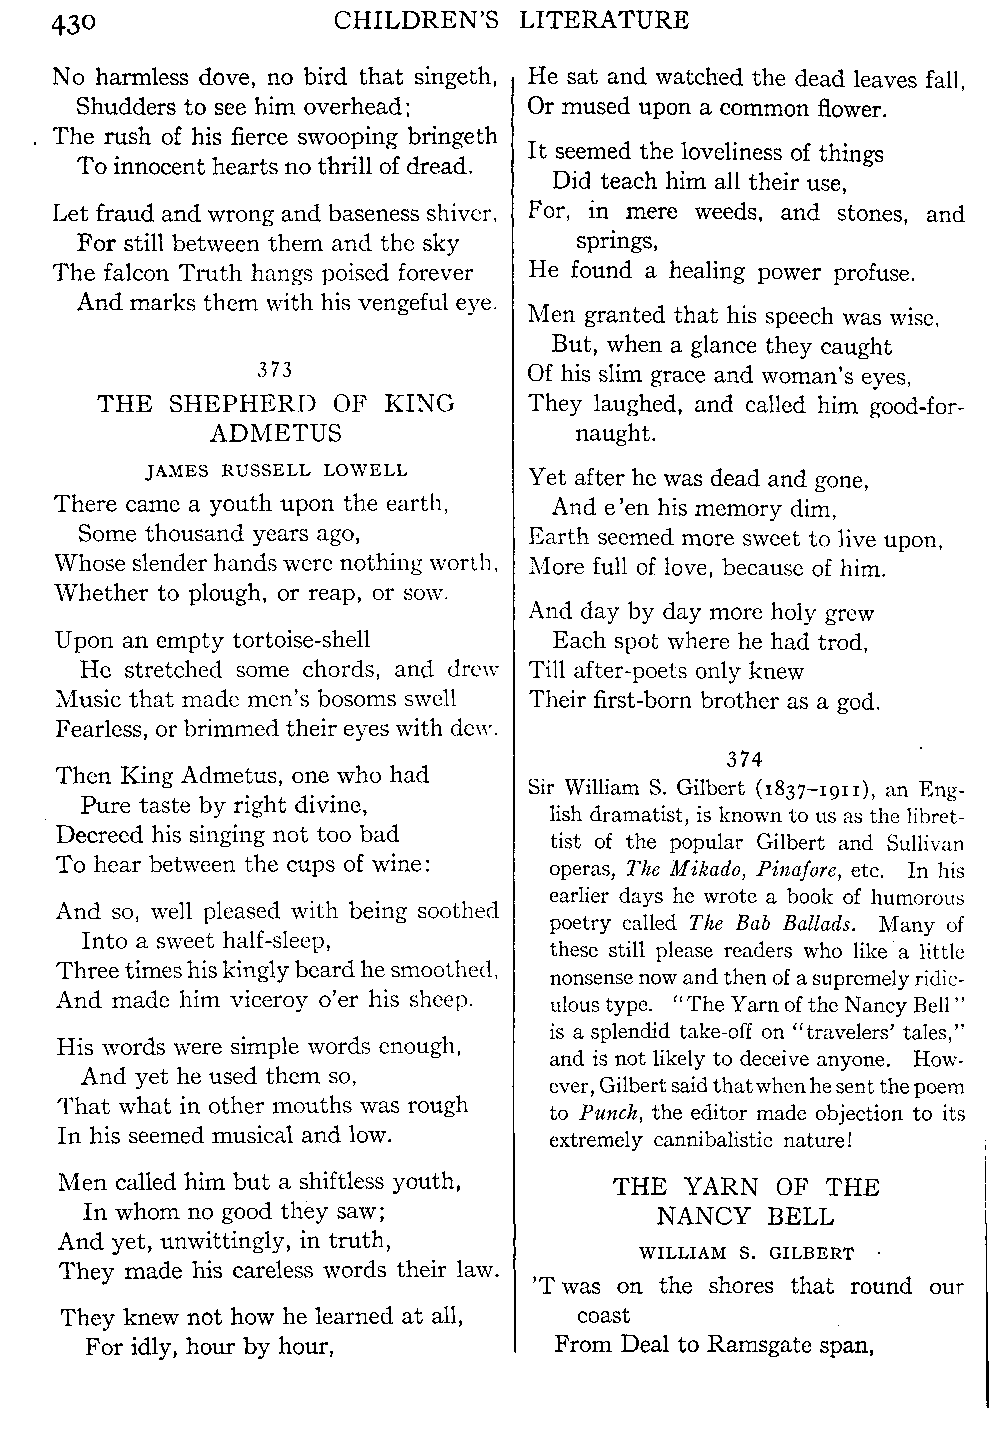 430 CHILDREN'S LITERATURE
No harmless dove, no bird that singeth,
Shudders to see him overhead;
The rush of his fierce swooping bringeth
To innocent hearts no thrill of dread.
Let fraud and wrong and baseness shiver,
For still between them and the sky
The falcon Truth hangs poised forever
And marks them with his vengeful eye.
373
THE SHEPHERD OF KING
ADMETUS
JAMES RUSSELL LOWELL
There came a youth upon the earth,
Some thousand years ago,
Whose slender hands were nothing worth,
Whether to plough, or reap, or sow.
Upon an empty tortoise-shell
He stretched some chords, and drew
Music that made men's bosoms swell
Fearless, or brimmed their eyes with dew.
Then King Admetus, one who had
Pure taste by right divine,
Decreed his singing not too bad
To hear between the cups of wine:
And so, well pleased with being soothed
Into a sweet half-sleep,
Three times his kingly beard he smoothed,
And made him viceroy o'er his sheep.
His words were simple words enough,
And yet he used them so,
That what in other mouths was rough
In his seemed musical and low.
Men called him but a shiftless youth,
In whom no good they saw;
And yet, unwittingly, in truth,
They made his careless words their law.
They knew not how he learned at all,
For idly, hour by hour,
He sat and watched the dead leaves fall,
Or mused upon a common flower.
It seemed the loveliness of things
Did teach him all their use,
For, in mere weeds, and stones, and
springs,
He found a healing power profuse.
Men granted that his speech was wise,
But, when a glance they caught
Of his slim grace and woman's eyes,
They laughed, and called him good-for-
naught.
Yet after he was dead and gone,
And e'en his memory dim,
Earth seemed more sweet to live upon,
More full of love, because of him.
And day by day more holy grew
Each spot where he had trod,
Till after-poets only knew
Their first-born brother as a god.
374
Sir William S. Gilbert (1837–1911), an Eng-
lish dramatist, is known to us as the libret-
tist of the popular Gilbert and Sullivan
operas, The Mikado, Pinafore, etc. In his
earlier days he wrote a book of humorous
poetry called The Bab Ballads. Many of
these still please readers who like a little
nonsense now and then of a supremely ridic-
ulous type. "The Yarn of the Nancy Bell"
is a splendid take-off on "travelers' tales,"
and is not likely to deceive anyone. How-
ever, Gilbert said that when he sent the poem
to Punch, the editor made objection to its
extremely cannibalistic nature!
THE YARN OF THE
NANCY BELL
WILLIAM S. GILBERT
'T was on the shores that round our
coast
From Deal to Ramsgate span,